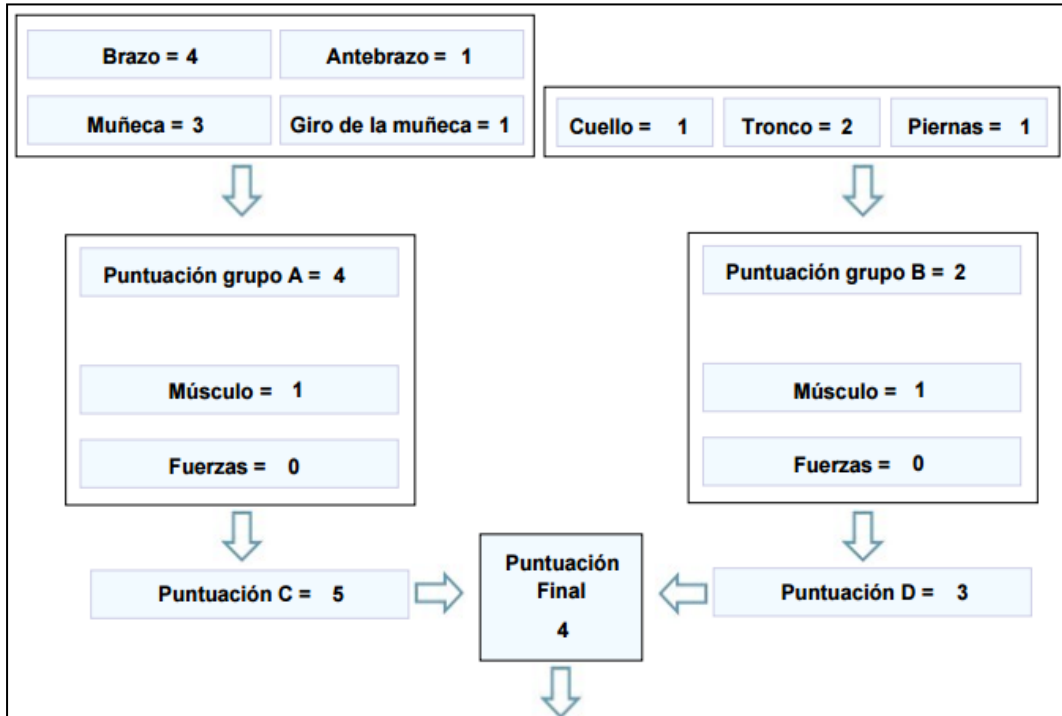 Brazo = 4
Antebrazo = 1
Muñeca = 3
Giro de la muñeca = 1
Cuello = 1
Tronco = 2
Piernas = 1
Puntuación grupo A = 4
Músculo = 1
Fuerzas = 0
Puntuación grupo B = 2
Músculo = 1
Fuerzas = 0
Puntuación C = 5
Puntuación
Final
4
Puntuación D = 3